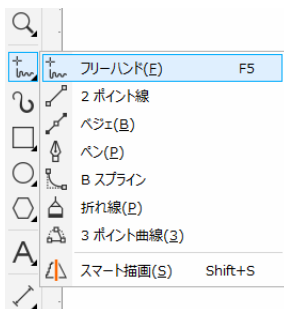 フリーハンド(F) F5
2 ポイント線
ベジェ(B)
ペン(P)
B スプライン
折れ線(P)
3 ポイント曲線(3)
スマート描画(S) Shift+S